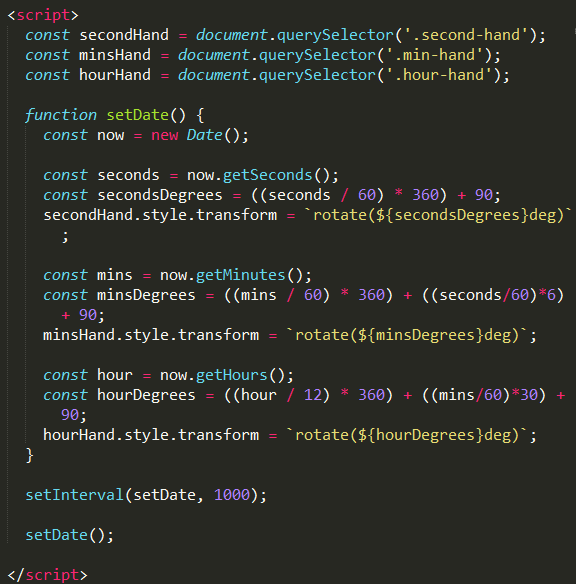 <script>
const secondHand = document.querySelector('.second-hand');
const minsHand = document.querySelector('.min-hand');
const hourHand = document.querySelector('.hour-hand');
function setDate() {
const now = new Date();
const seconds = now.getSeconds();
const secondsDegrees = ((seconds / 60) * 360) + 90;
secondHand.style.transform = `rotate(${secondsDegrees}deg)`
;
const mins = now.getMinutes();
const minsDegrees = ((mins / 60) * 360) + ((seconds/60)*6)
+ 90;
minsHand.style.transform = `rotate(${minsDegrees}deg)`;
const hour = now.getHours();
const hourDegrees = ((hour / 12) * 360) + ((mins/60)*30) +
90;
hourHand.style.transform = `rotate(${hourDegrees}deg)`;
}
setInterval(setDate, 1000);
setDate();
</script>